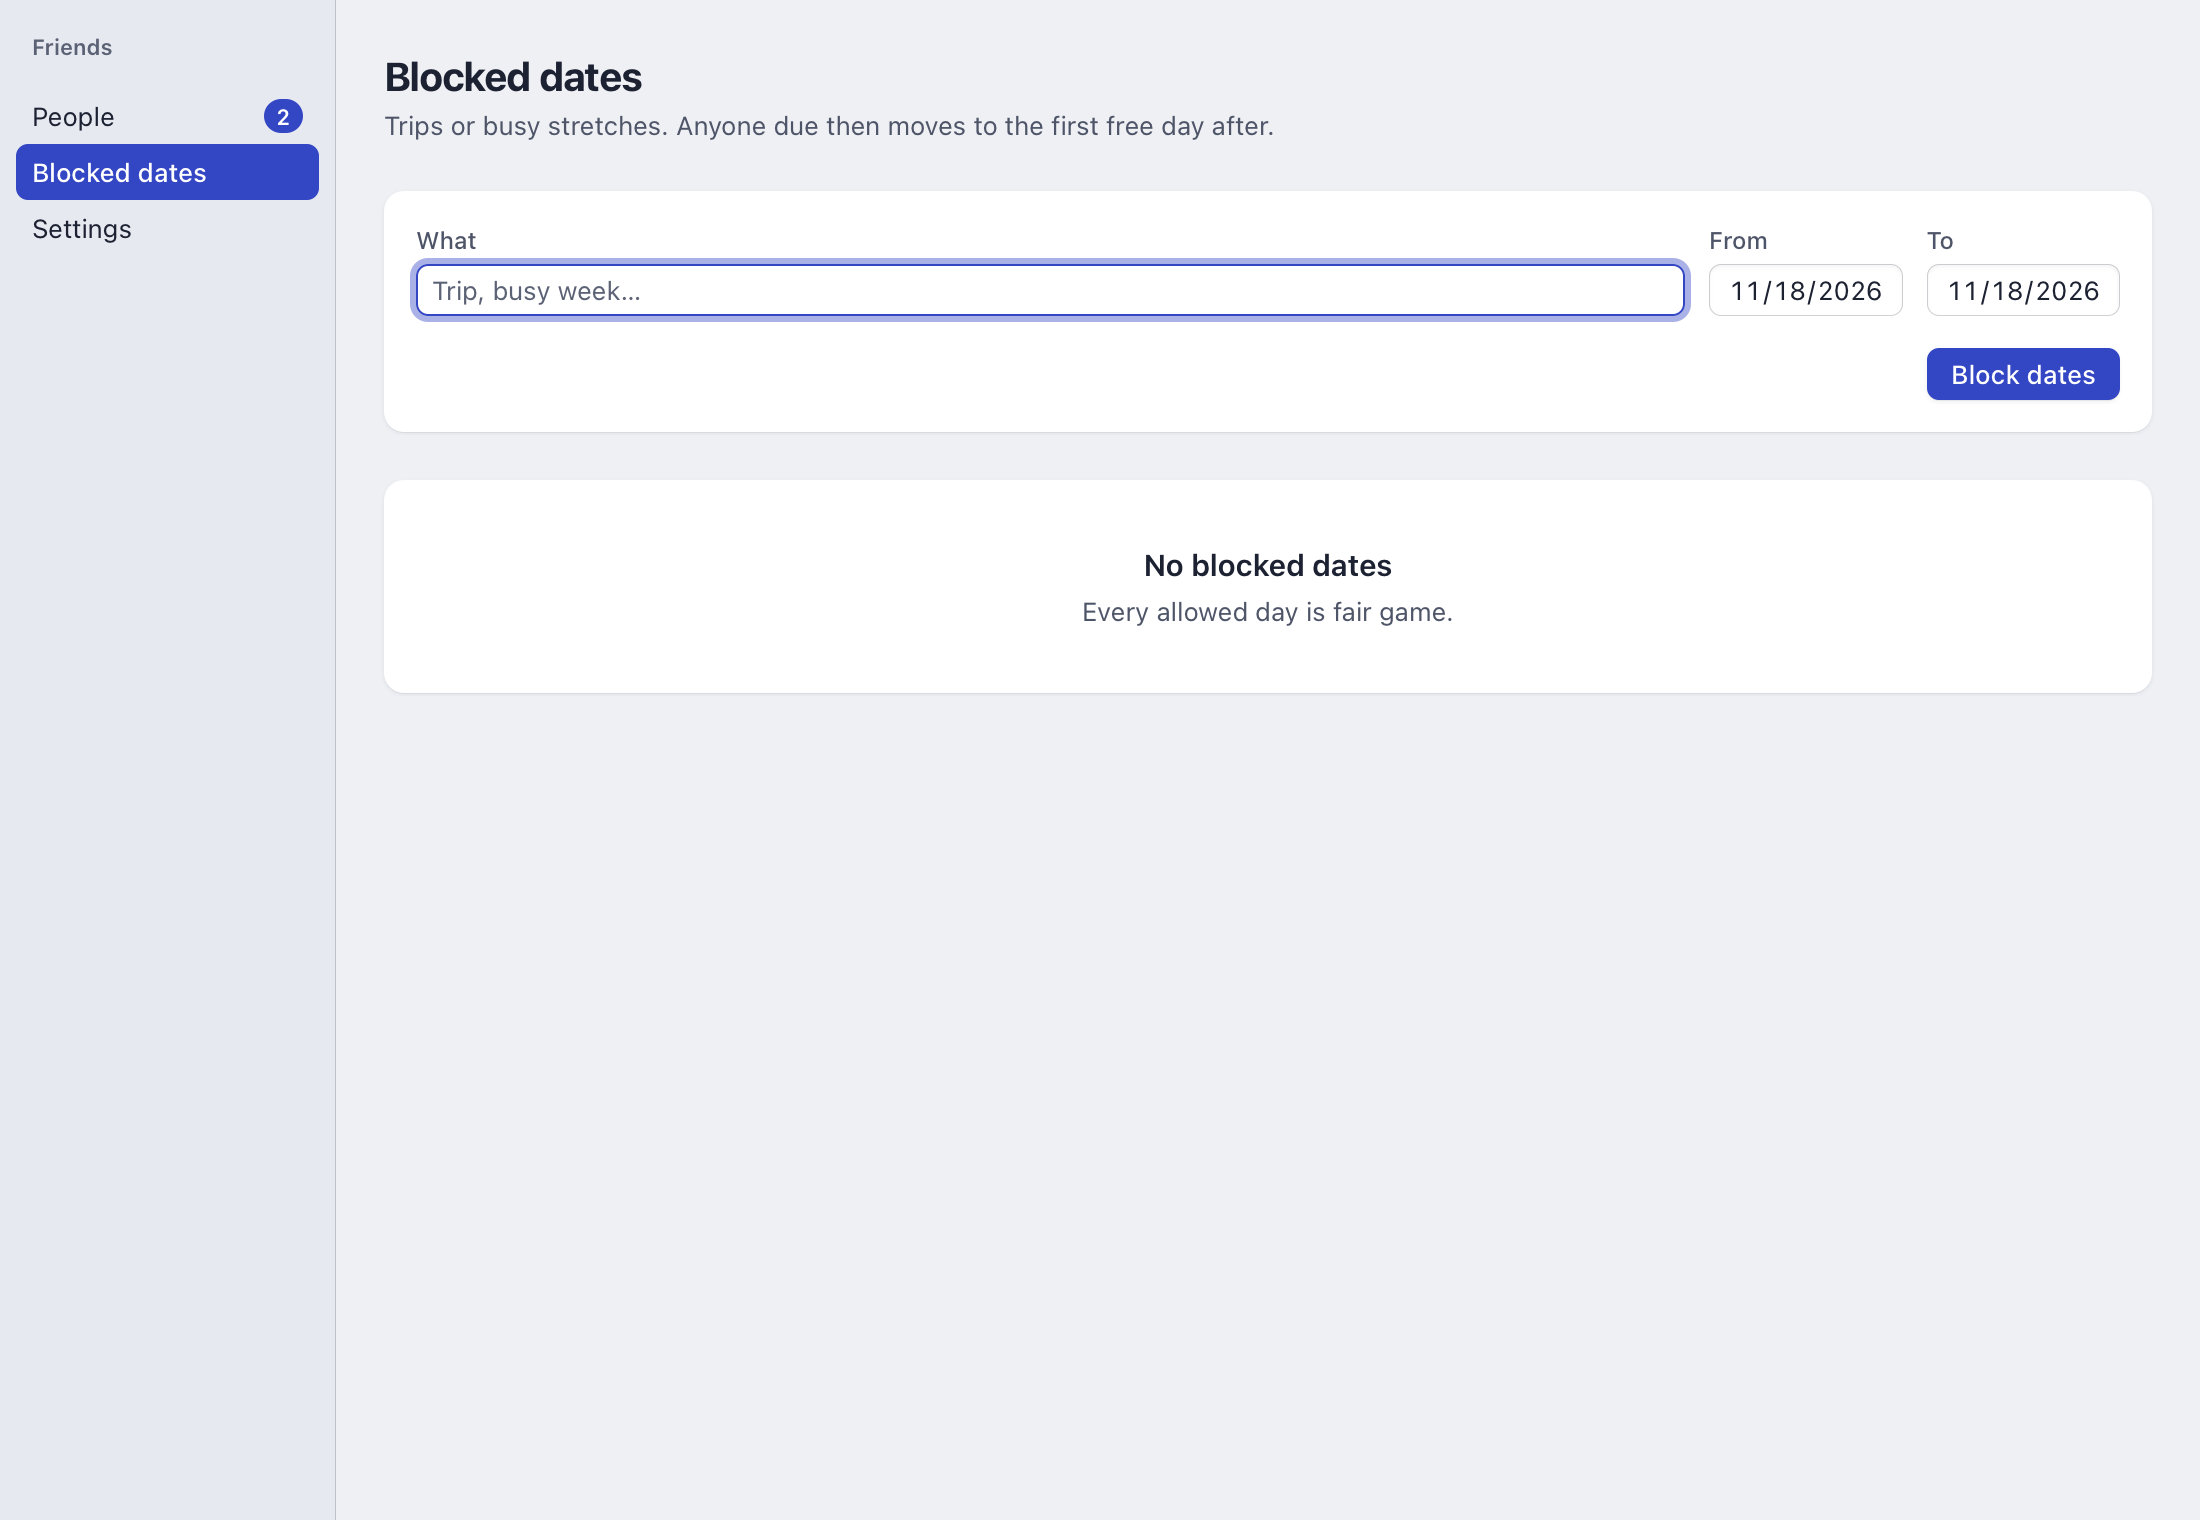 Friends
People 2
Blocked dates
Settings
Blocked dates
Trips or busy stretches. Anyone due then moves to the first free day after.
What From To
Trip, busy week... 11/18/2026 11/18/2026
Block dates
No blocked dates
Every allowed day is fair game.